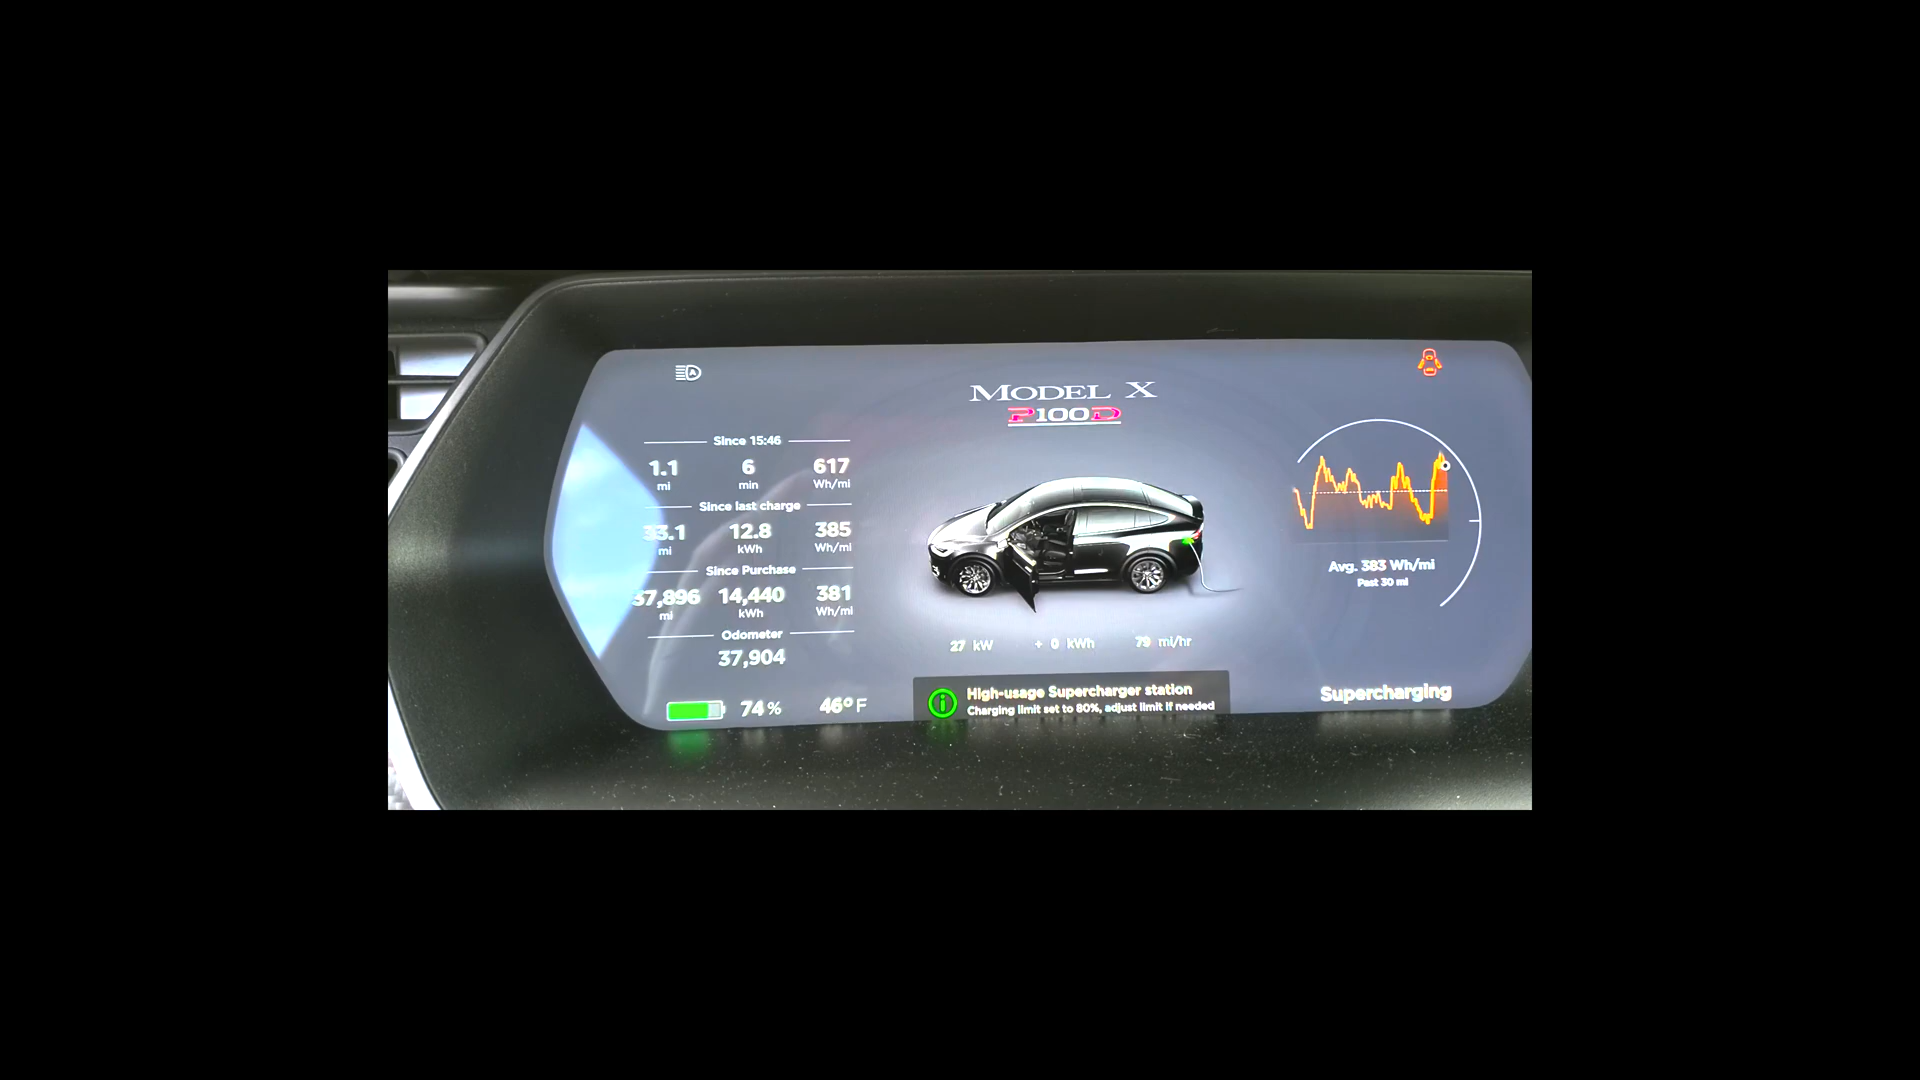 MODEL X
P100D
Since 15:46
1.1 6 617
mi min Wh/mi
Since last charge
33.1 12.8 385
mi kWh Wh/mi
Since Purchase
37,896 14,440 381
mi kWh Wh/mi
Odometer
37,904
74 % 46° F
27 kW + 0 kWh 79 mi/hr
High-usage Supercharger station
Charging limit set to 80%, adjust limit if needed
Avg. 383 Wh/mi
Past 30 mi
Supercharging